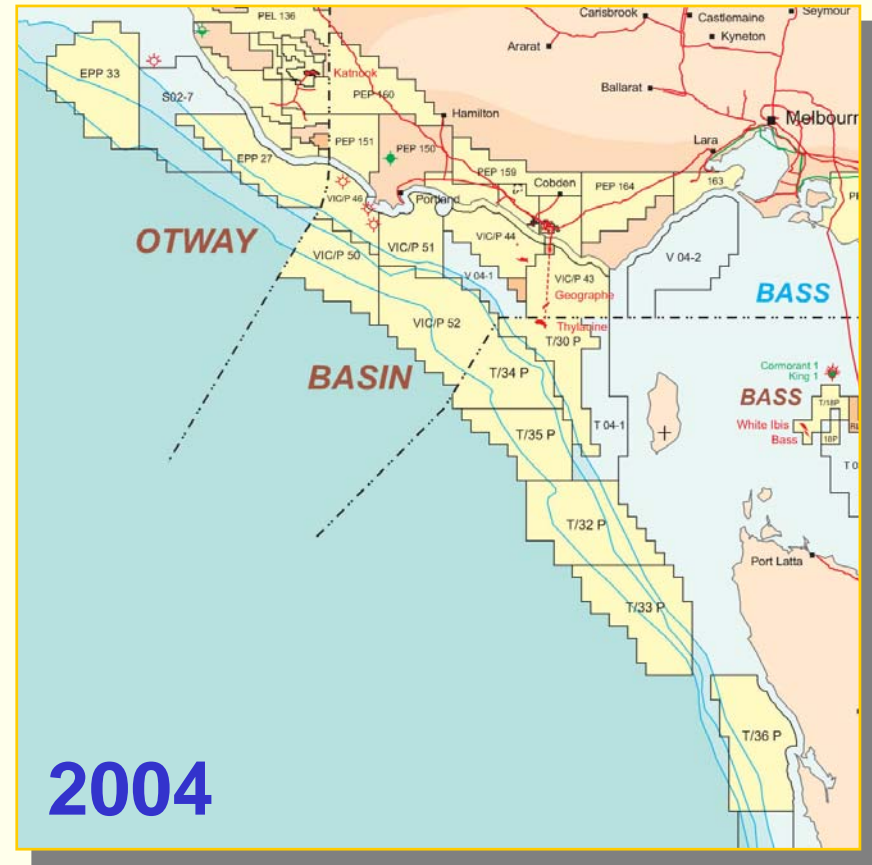 PEL 136
Carisbrook
Castlemaine
Seymour
Kyneton
Ararat
EPP 33
Katnook
S02-7
PEP 160
Ballarat
Hamilton
Melbourr
EPP 27
PEP 151
PEP 150
Lara
PEP 159
Cobden
PEP 164
163
VIC/P 46
Portland
OTWAY
VIC/P 50
VIC/P 51
VIC/P 44
V 04-1
VIC/P 43
V 04-2
Geographe
BASS
VIC/P 52
Thylacine
T/30 P
BASIN
T/34 P
Cormorant 1
King 1
BASS
T/18P
White Ibis
Bass
18P
T/35 P
T 04-1
T 0
T/32 P
Port Latta
T/33 P
T/36 P
2004